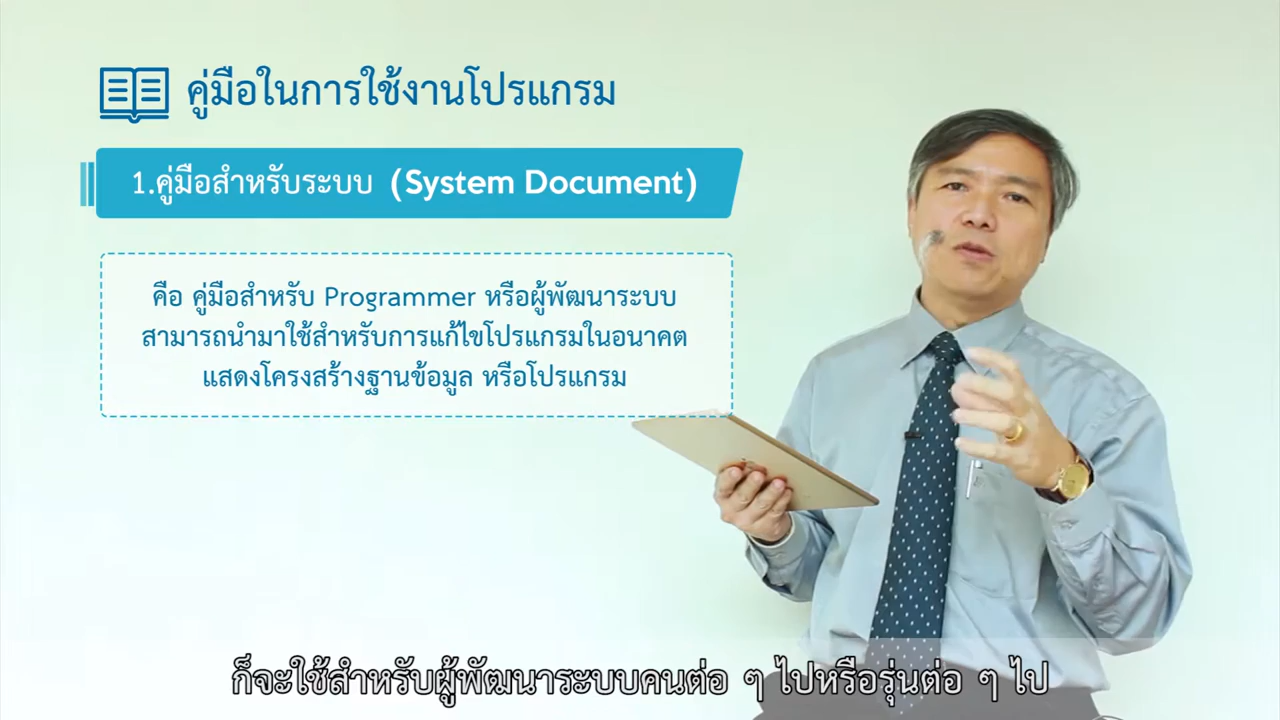 คู่มือในการใช้งานโปรแกรม
1.คู่มือสำหรับระบบ (System Document)
คือ คู่มือสำหรับ Programmer หรือผู้พัฒนาระบบ
สามารถนำมาใช้สำหรับการแก้ไขโปรแกรมในอนาคต
แสดงโครงสร้างฐานข้อมูล หรือโปรแกรม
ก็จะใช้สำหรับผู้พัฒนาระบบคนต่อ ๆ ไปหรือรุ่นต่อ ๆ ไป